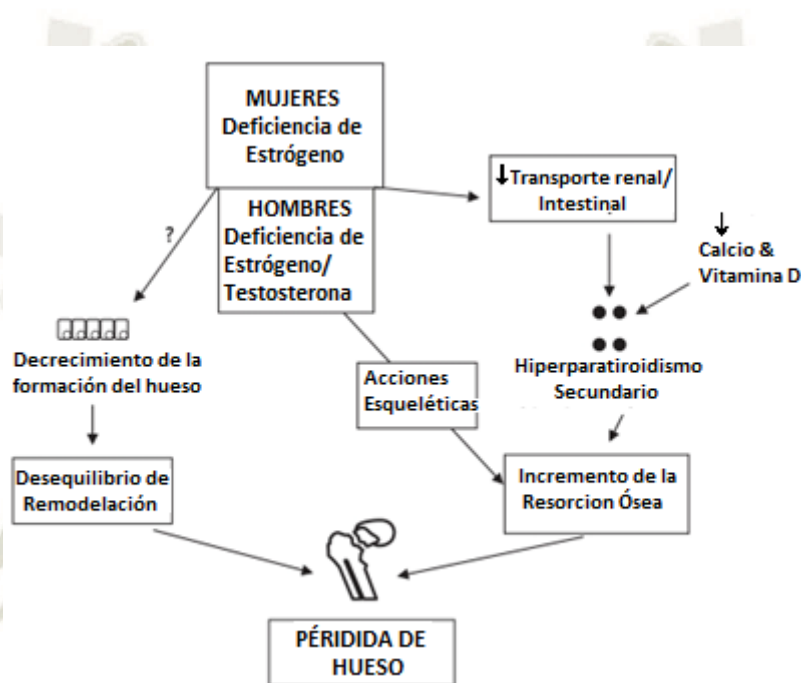 MUJERES
Deficiencia de
Estrógeno
HOMBRES
Deficiencia de
Estrógeno/
Testosterona
↓Transporte renal/
Intestinal
↓
Calcio &
Vitamina D
?
Decrecimiento de la
formación del hueso
Acciones
Esqueléticas
Hiperparatiroidismo
Secundario
Desequilibrio de
Remodelación
Incremento de la
Resorcion Ósea
PÉRIDIDA DE
HUESO